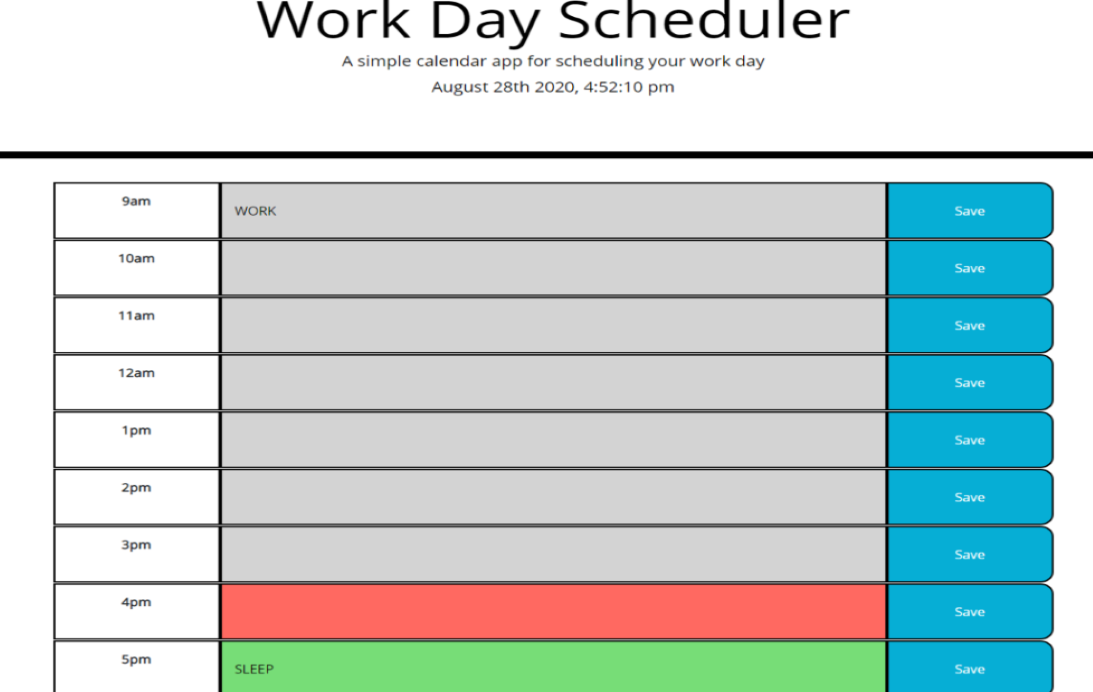 Work Day Scheduler
A simple calendar app for scheduling your work day
August 28th 2020, 4:52:10 pm
9am WORK Save
10am Save
11am Save
12am Save
1pm Save
2pm Save
3pm Save
4pm Save
5pm SLEEP Save